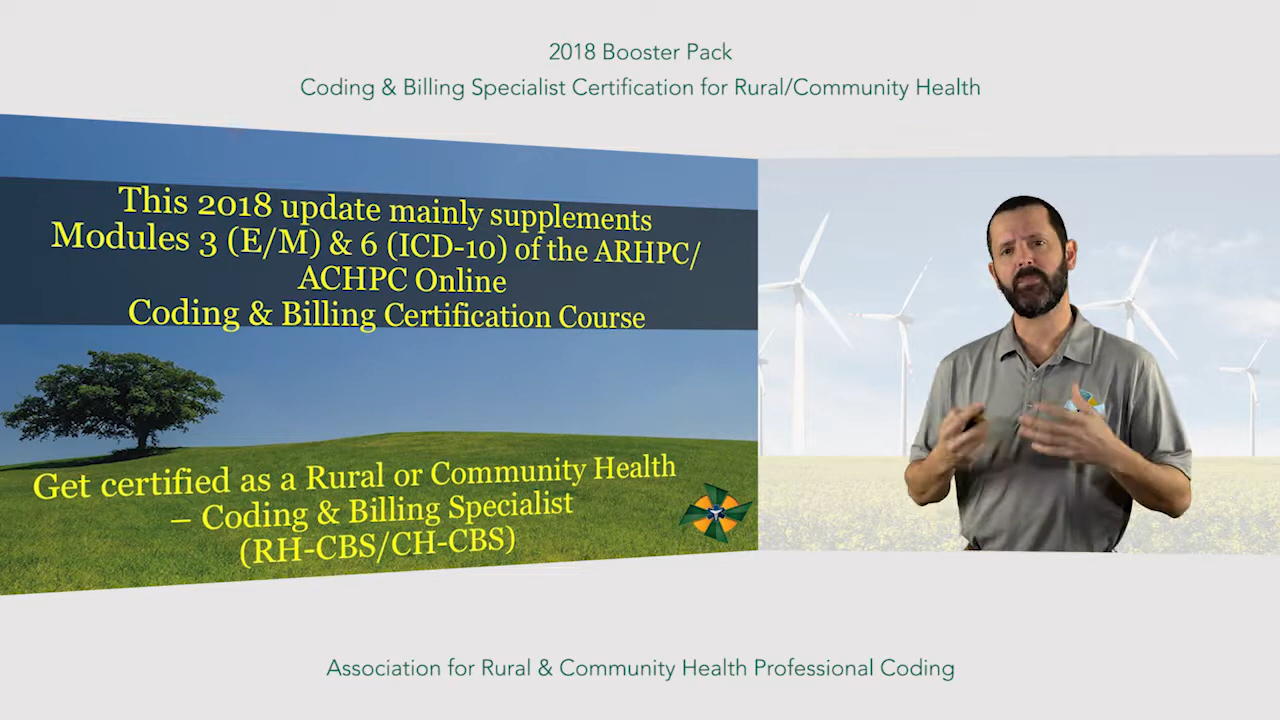 2018 Booster Pack
Coding & Billing Specialist Certification for Rural/Community Health
This 2018 update mainly supplements
Modules 3 (E/M) & 6 (ICD-10) of the ARHPC/
ACHPC Online
Coding & Billing Certification Course
Get certified as a Rural or Community Health
– Coding & Billing Specialist
(RH-CBS/CH-CBS)
Association for Rural & Community Health Professional Coding